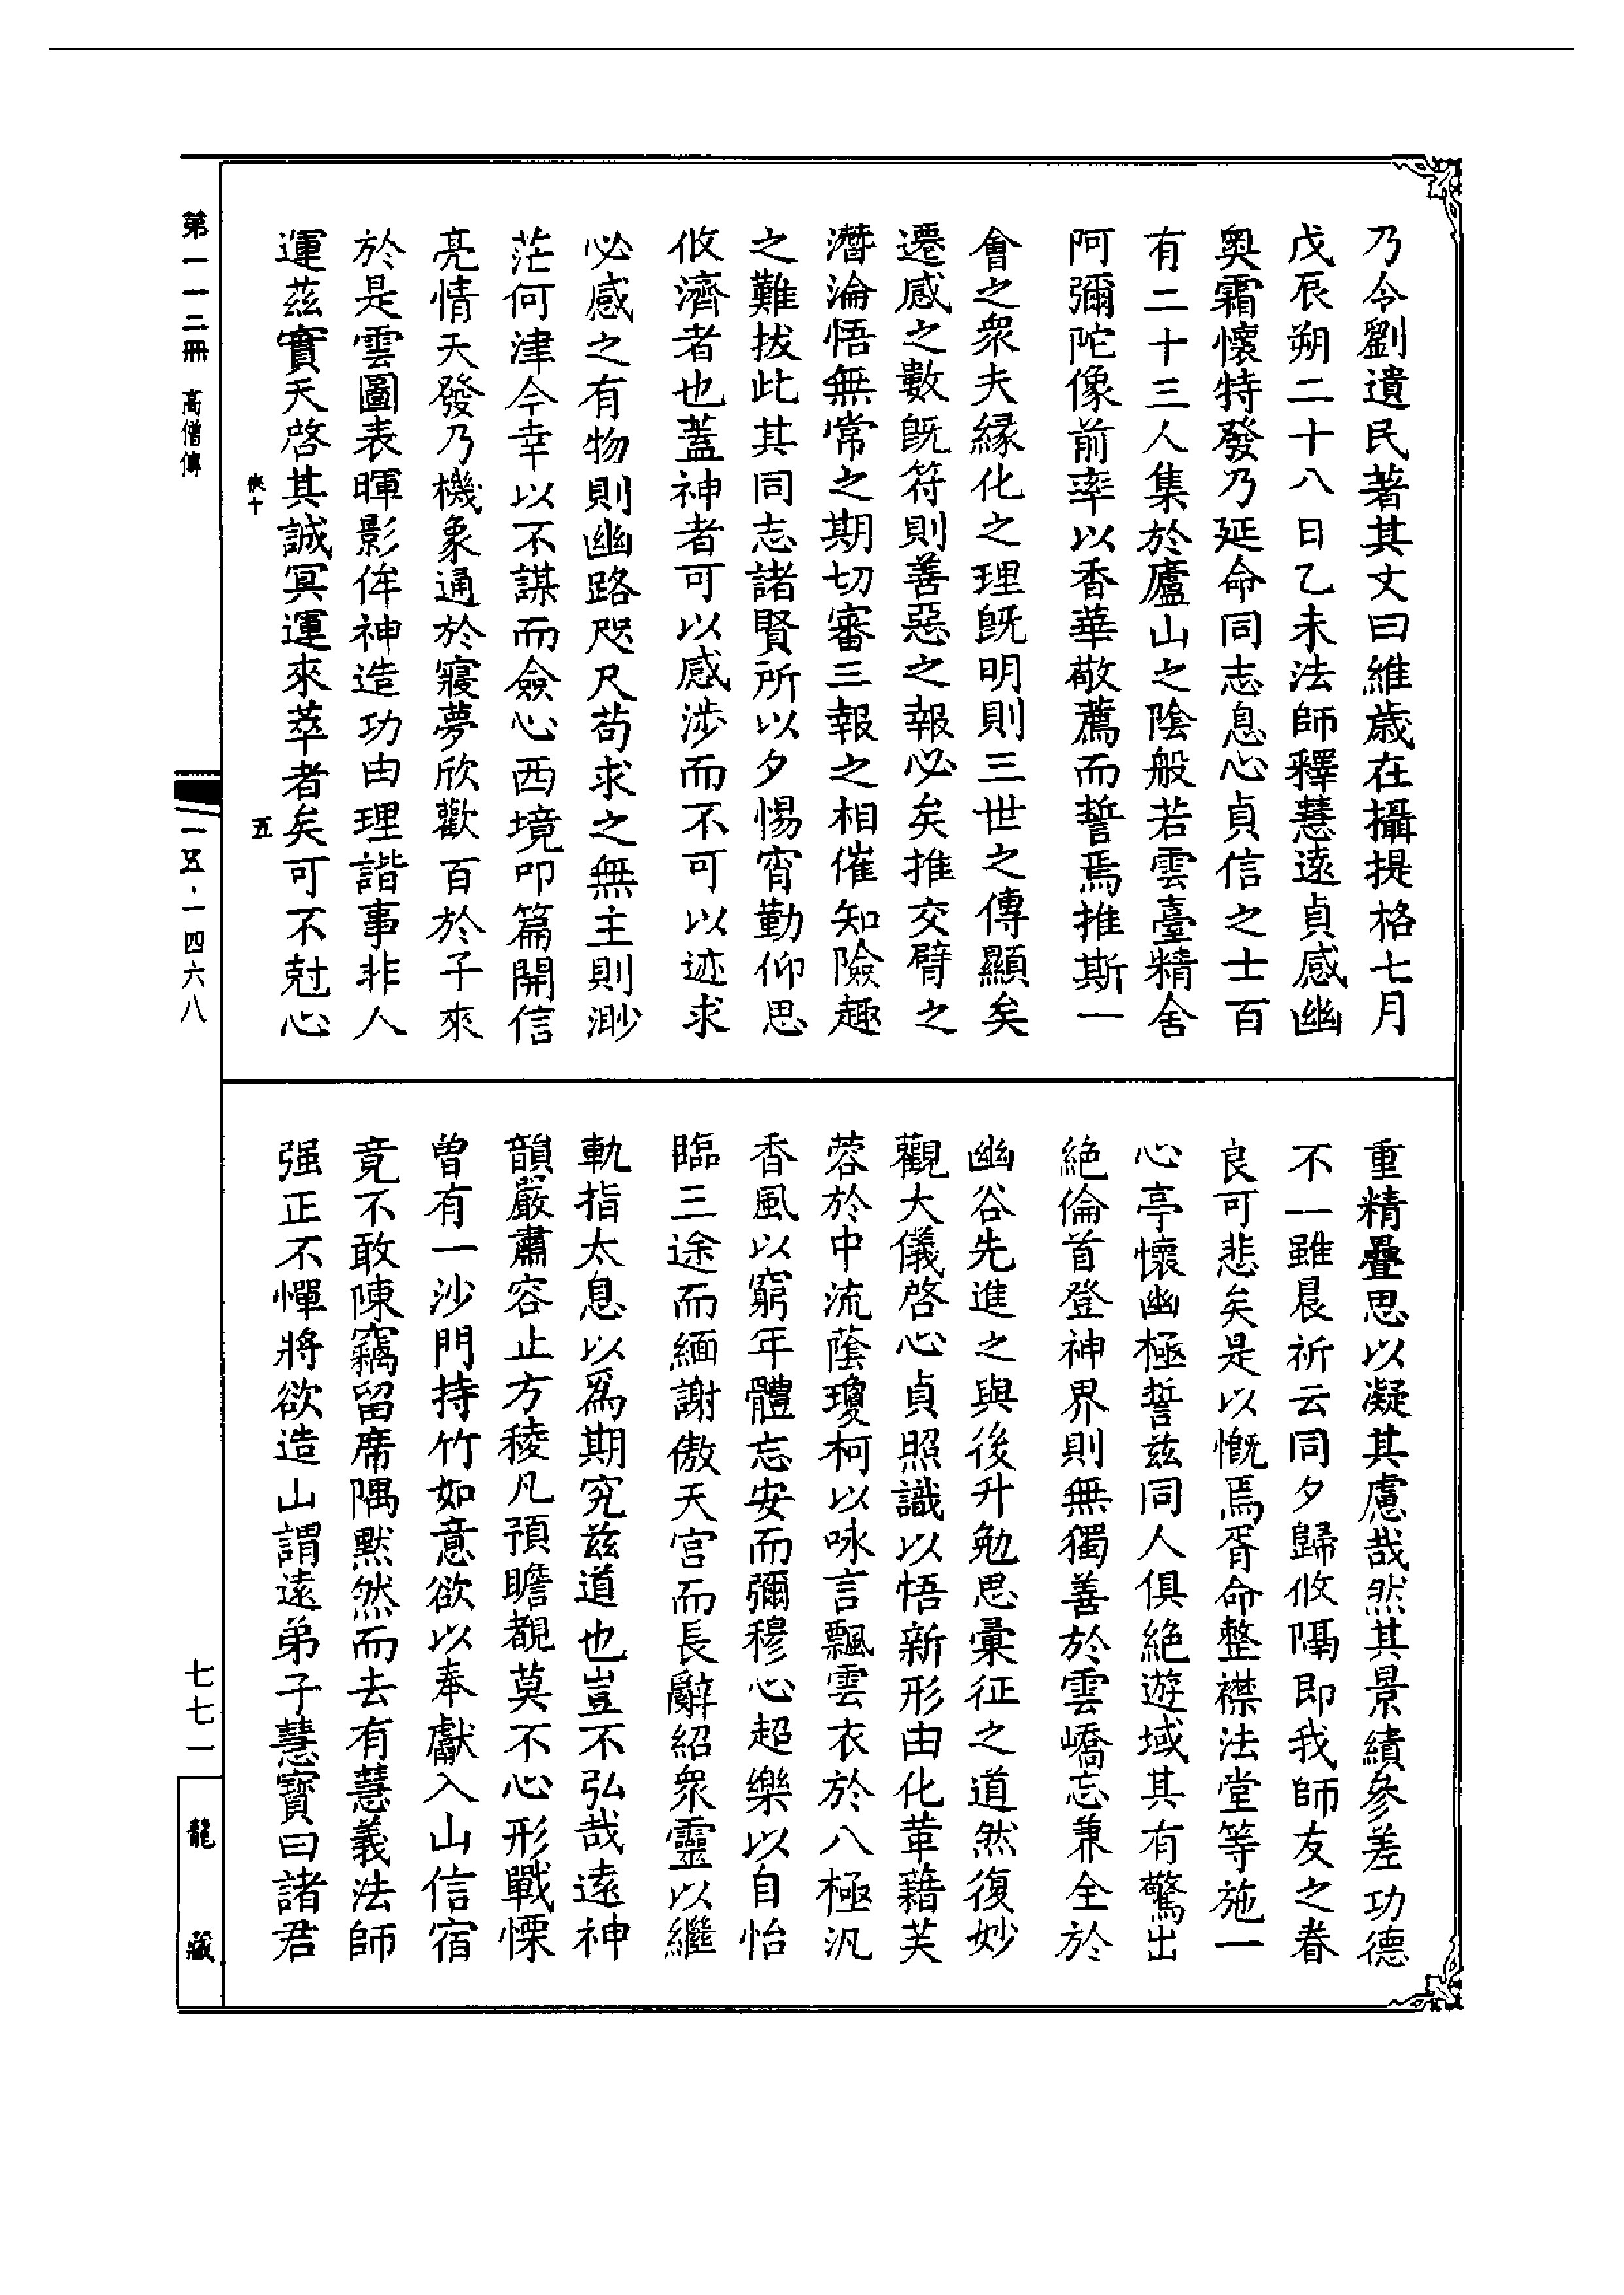 乃令劉遺民著其文曰維歲在攝提格七月
戊辰朔二十八日乙未法師釋慧遠貞感幽
奧霜懷特發乃延命同志息心貞信之士百
有二十三人集於廬山之陰般若雲臺精舍
阿彌陀像前率以香華敬薦而誓焉推斯一
會之衆夫緣化之理旣明則三世之傳顯矣
遷感之數旣符則善惡之報必矣推交臂之
潛淪悟無常之期切審三報之相催知險趣
之難拔此其同志諸賢所以夕惕宵勤仰思
攸濟者也蓋神者可以感涉而不可以迹求
必感之有物則幽路咫尺苟求之無主則渺
茫何津今幸以不謀而僉心西境叩篇開信
亮情天發乃機象通於寢夢欣歡百於子來
於是雲圖表暉影侔神造功由理諧事非人
運茲實天啓其誠冥運來萃者矣可不尅心
重精疊思以凝其慮哉然其景績參差功德
不一雖晨祈云同夕歸攸隔即我師友之眷
良可悲矣是以慨焉胥命整襟法堂等施一
心亭懷幽極誓茲同人俱絶遊域其有驚出
絶倫首登神界則無獨善於雲嶠忘兼全於
幽谷先進之與後升勉思彙征之道然復妙
觀大儀啓心貞照識以悟新形由化革藉芙
蓉於中流蔭瓊柯以咏言飄雲衣於八極汎
香風以窮年體忘安而彌穆心超樂以自怡
臨三途而緬謝傲天宮而長辭紹衆靈以繼
軌指太息以爲期究茲道也豈不弘哉遠神
韻嚴肅容止方稜凡預瞻覩莫不心形戰慄
曾有一沙門持竹如意欲以奉獻入山信宿
竟不敢陳竊留席隅默然而去有慧義法師
强正不憚將欲造山謂遠弟子慧寶曰諸君
第一一二冊 高僧傳
一五·一四六八
七七一
龍藏
五